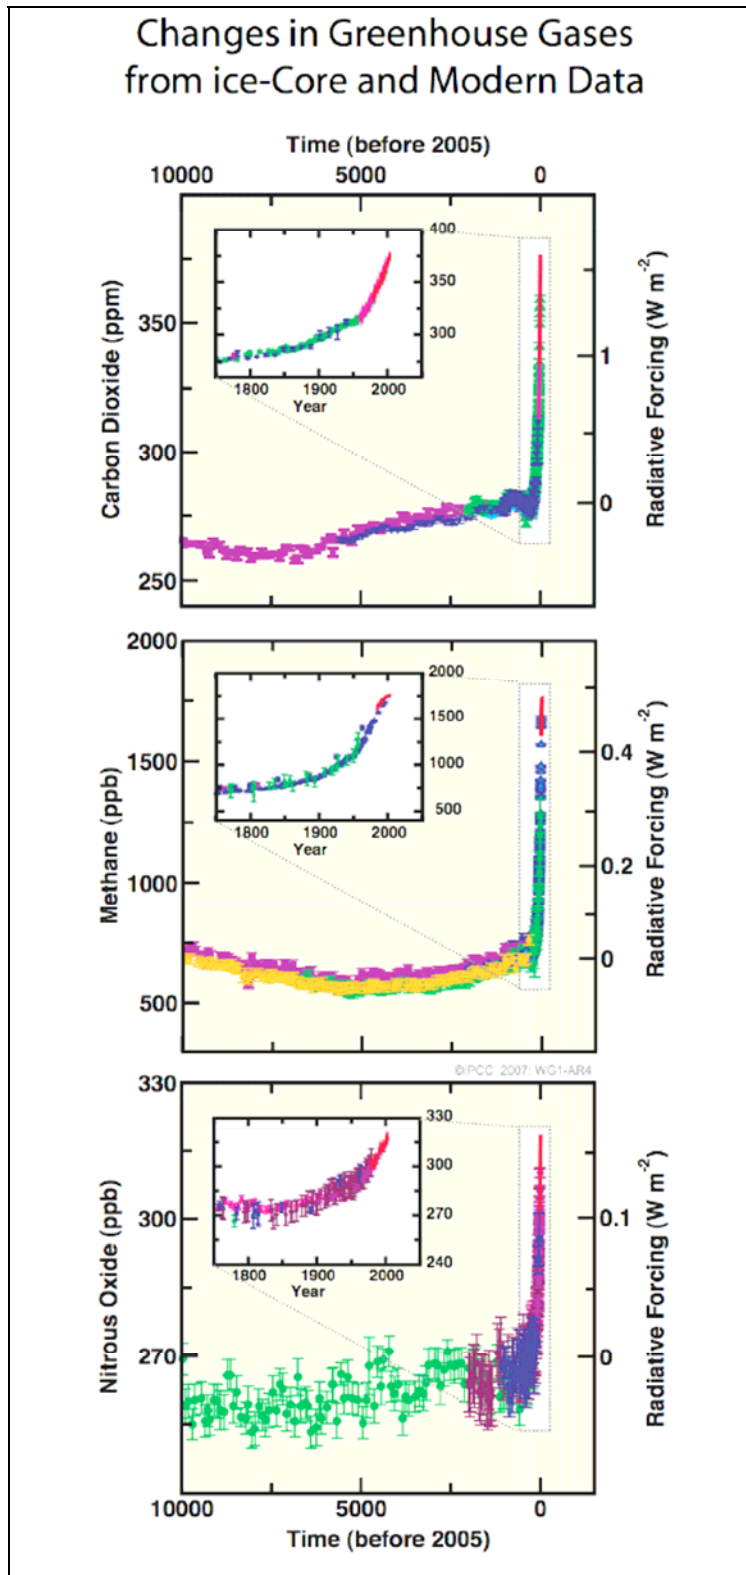 Changes in Greenhouse Gases
from ice-Core and Modern Data
Time (before 2005)
10000 5000 0
Carbon Dioxide (ppm)
350
300
250
400
350
300
1800 1900 2000
Year
1
0
Radiative Forcing (W m-2)
Methane (ppb)
2000
1500
1000
500
2000
1500
1000
500
1800 1900 2000
Year
0.4
0.2
0
Radiative Forcing (W m-2)
©IPCC 2007: WG1-AR4
Nitrous Oxide (ppb)
330
300
270
330
300
270
240
1800 1900 2000
Year
0.1
0
Radiative Forcing (W m-2)
10000 5000 0
Time (before 2005)